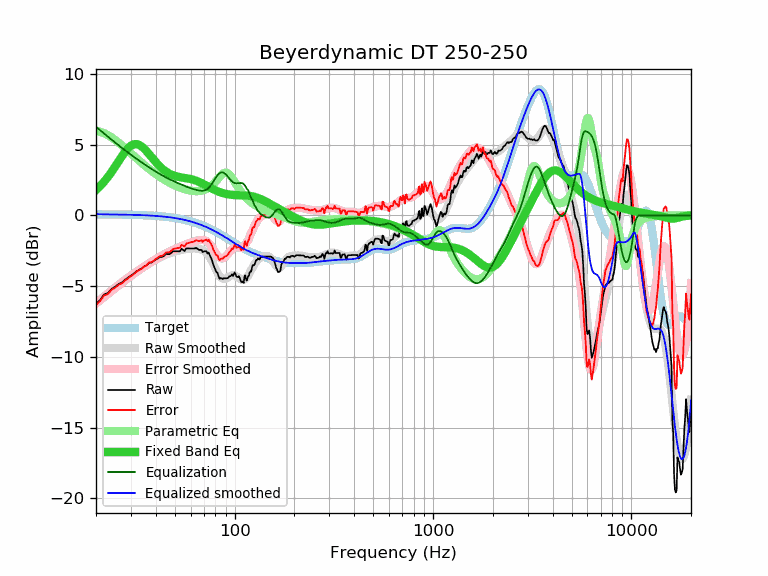 Beyerdynamic DT 250-250
10
5
0
−5
−10
−15
−20
Amplitude (dBr)
Target
Raw Smoothed
Error Smoothed
Raw
Error
Parametric Eq
Fixed Band Eq
Equalization
Equalized smoothed
100 1000 10000
Frequency (Hz)